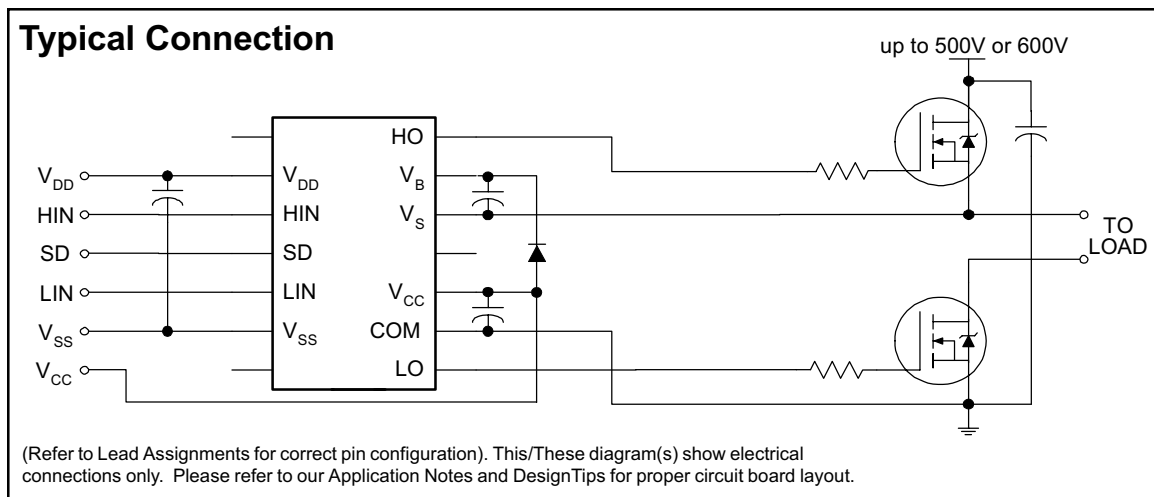 Typical Connection
up to 500V or 600V
HO
VDD
VDD
VB
HIN
HIN
VS
TO
LOAD
SD
SD
LIN
LIN
VCC
VSS
VSS
COM
VCC
LO
(Refer to Lead Assignments for correct pin configuration). This/These diagram(s) show electrical
connections only. Please refer to our Application Notes and DesignTips for proper circuit board layout.